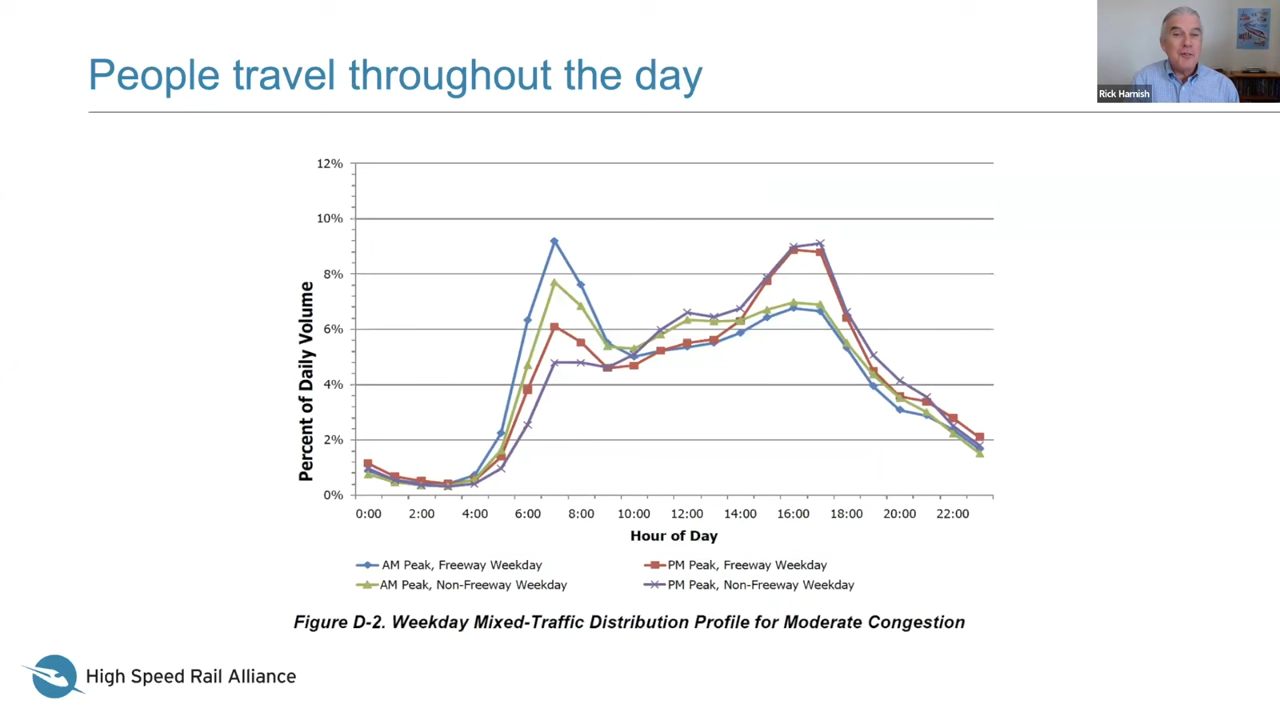 People travel throughout the day
Rick Harnish
12%
10%
8%
6%
4%
2%
0%
Percent of Daily Volume
0:00 2:00 4:00 6:00 8:00 10:00 12:00 14:00 16:00 18:00 20:00 22:00
Hour of Day
AM Peak, Freeway Weekday PM Peak, Freeway Weekday
AM Peak, Non-Freeway Weekday PM Peak, Non-Freeway Weekday
Figure D-2. Weekday Mixed-Traffic Distribution Profile for Moderate Congestion
High Speed Rail Alliance